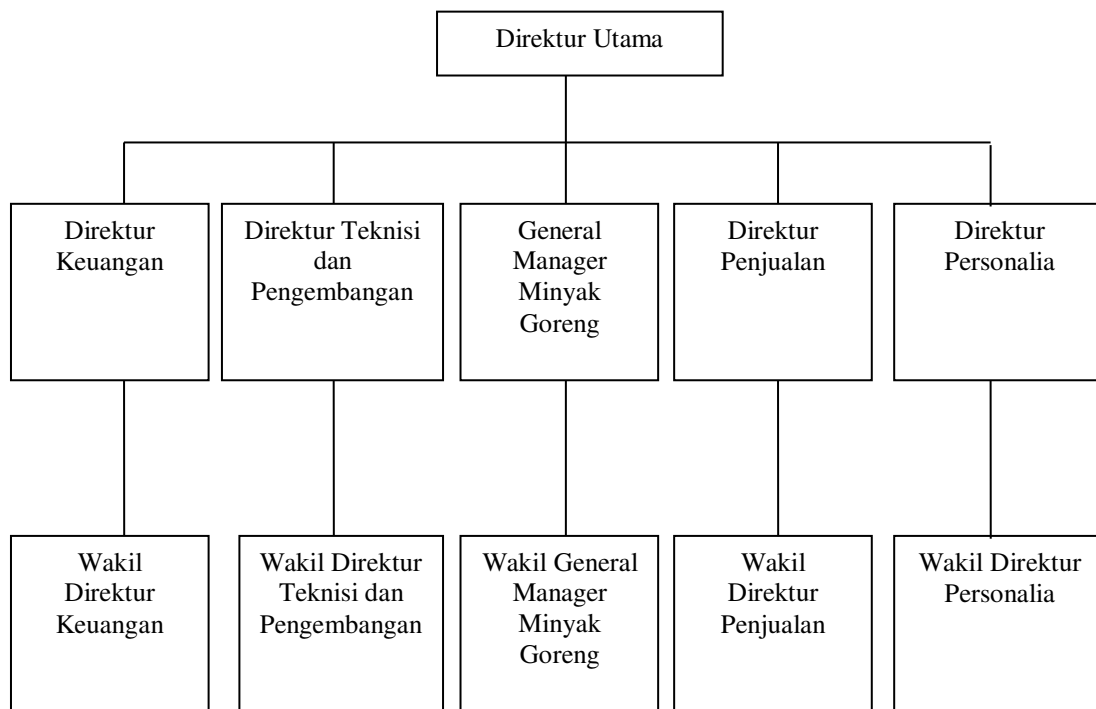 Direktur Utama
Direktur
Keuangan
Direktur Teknisi
dan
Pengembangan
General
Manager
Minyak
Goreng
Direktur
Penjualan
Direktur
Personalia
Wakil
Direktur
Keuangan
Wakil Direktur
Teknisi dan
Pengembangan
Wakil General
Manager
Minyak
Goreng
Wakil
Direktur
Penjualan
Wakil Direktur
Personalia